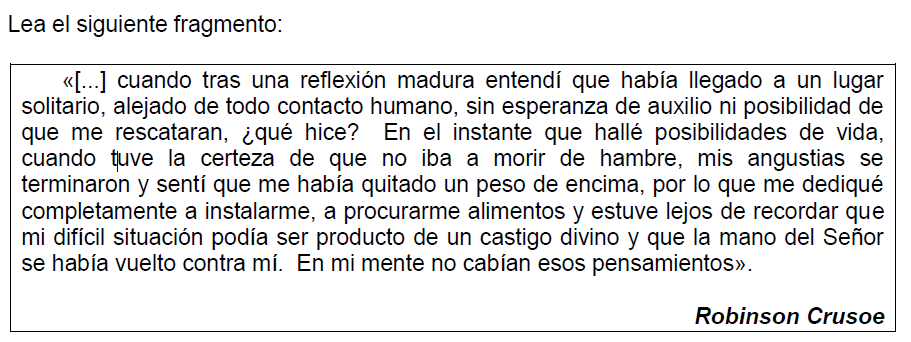 Lea el siguiente fragmento:
«[...] cuando tras una reflexión madura entendí que había llegado a un lugar
solitario, alejado de todo contacto humano, sin esperanza de auxilio ni posibilidad de
que me rescataran, ¿qué hice? En el instante que hallé posibilidades de vida,
cuando tuve la certeza de que no iba a morir de hambre, mis angustias se
terminaron y sentí que me había quitado un peso de encima, por lo que me dediqué
completamente a instalarme, a procurarme alimentos y estuve lejos de recordar que
mi difícil situación podía ser producto de un castigo divino y que la mano del Señor
se había vuelto contra mí. En mi mente no cabían esos pensamientos».
Robinson Crusoe